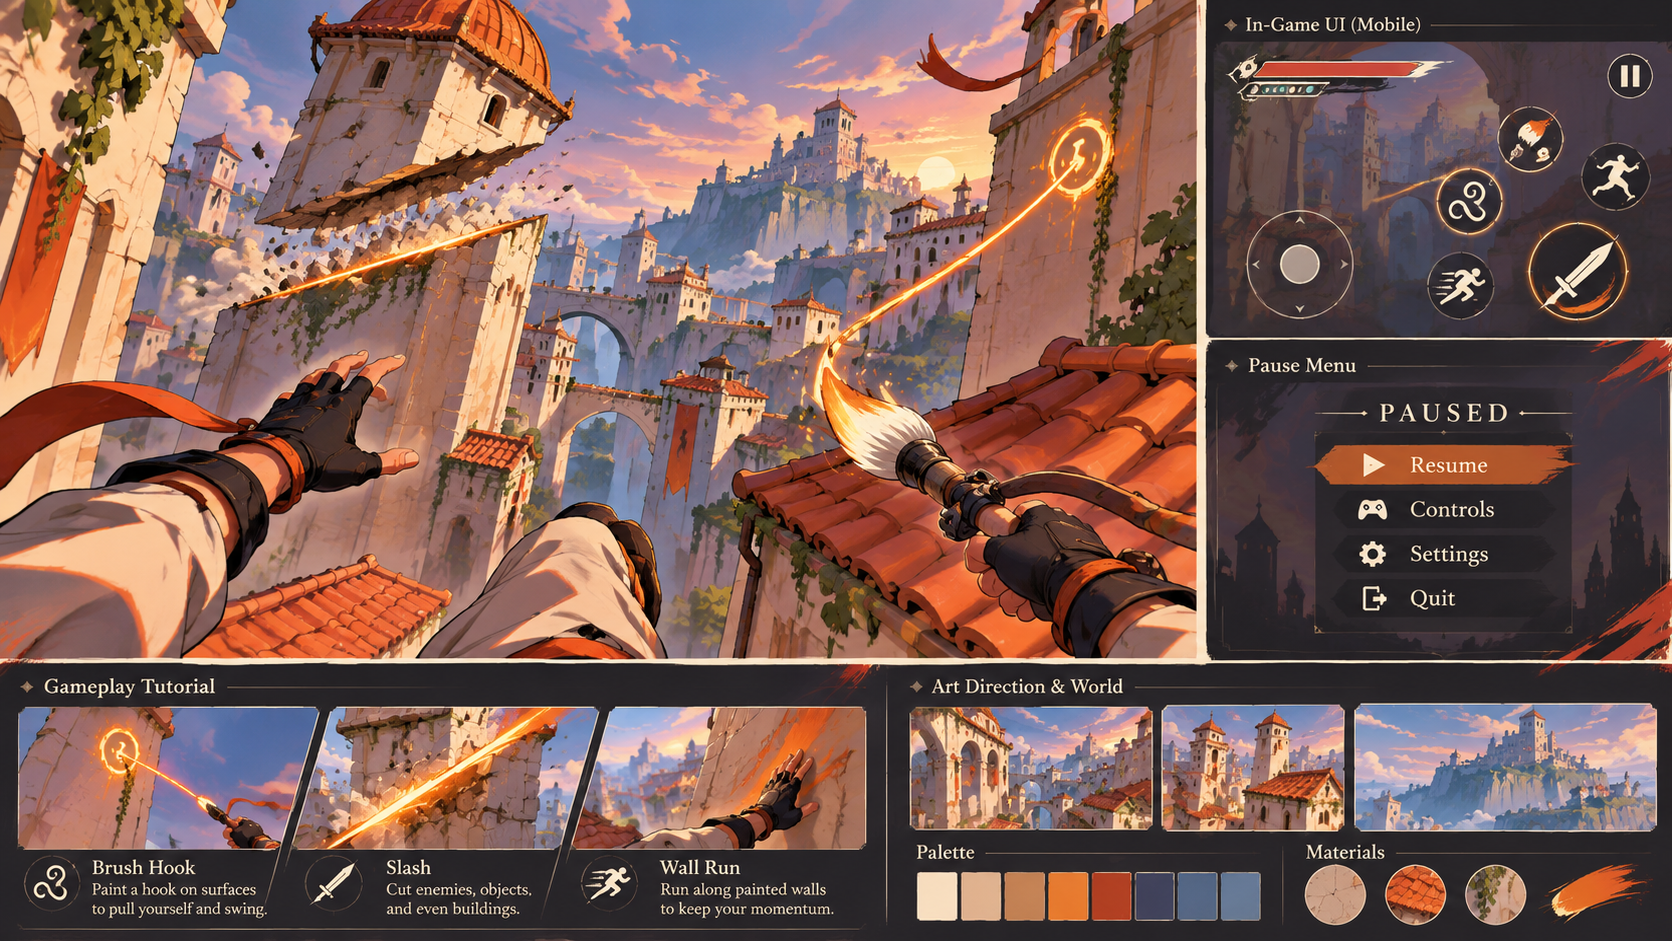 In-Game UI (Mobile)
Pause Menu
PAUSED
Resume
Controls
Settings
Quit
Gameplay Tutorial
Brush Hook
Paint a hook on surfaces
to pull yourself and swing.
Slash
Cut enemies, objects,
and even buildings.
Wall Run
Run along painted walls
to keep your momentum.
Art Direction & World
Palette
Materials